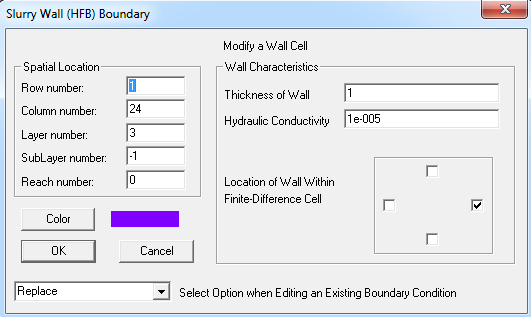 Slurry Wall (HFB) Boundary
Modify a Wall Cell
Spatial Location
Row number: 1
Column number: 24
Layer number: 3
SubLayer number: -1
Reach number: 0
Wall Characteristics
Thickness of Wall 1
Hydraulic Conductivity 1e-005
Location of Wall Within
Finite-Difference Cell
Color
OK Cancel
Replace Select Option when Editing an Existing Boundary Condition